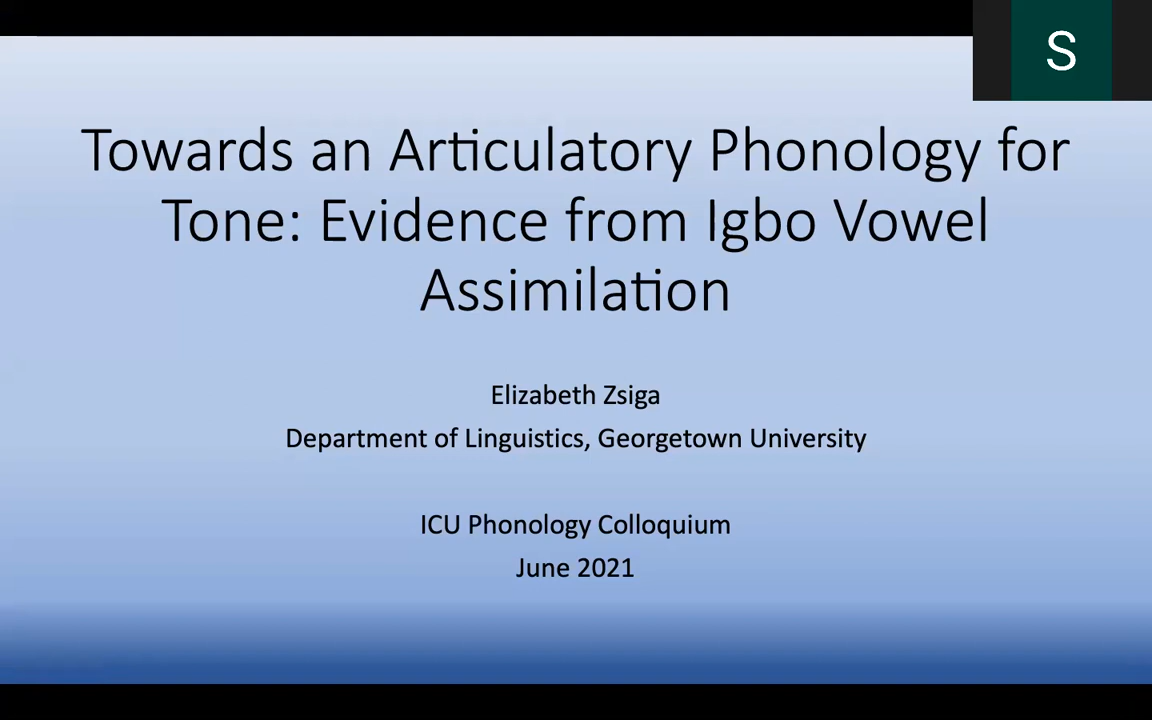 S
Towards an Articulatory Phonology for
Tone: Evidence from Igbo Vowel
Assimilation
Elizabeth Zsiga
Department of Linguistics, Georgetown University
ICU Phonology Colloquium
June 2021